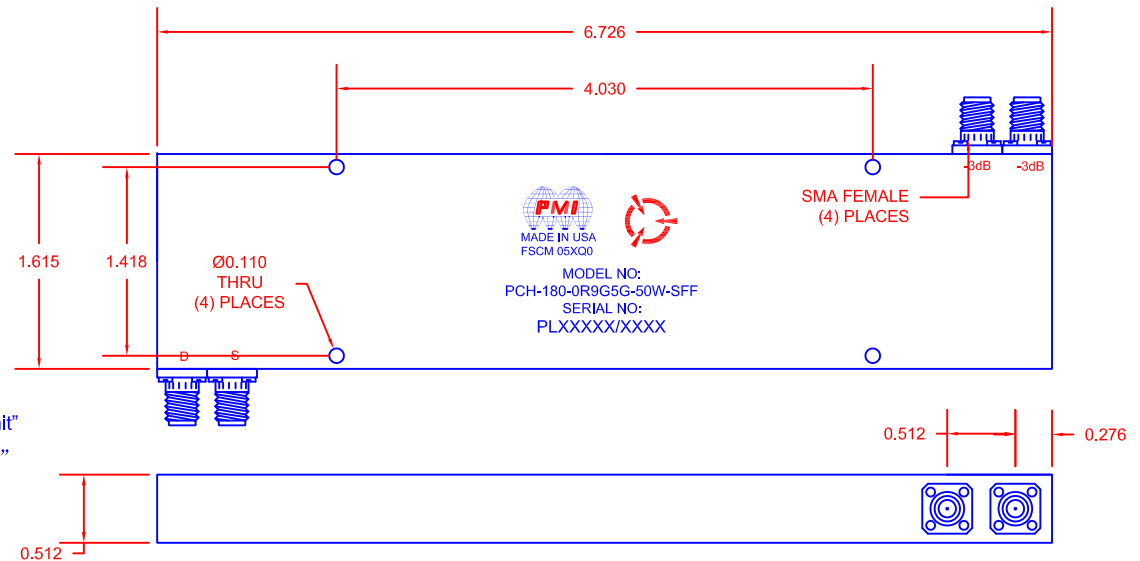 6.726
4.030
-3dB
-3dB
SMA FEMALE
(4) PLACES
PMI
MADE IN USA
FSCM 05XQ0
1.615
1.418
Ø0.110
THRU
(4) PLACES
MODEL NO:
PCH-180-0R9G5G-50W-SFF
SERIAL NO:
PLXXXXX/XXXX
D
S
0.512
0.276
0.512